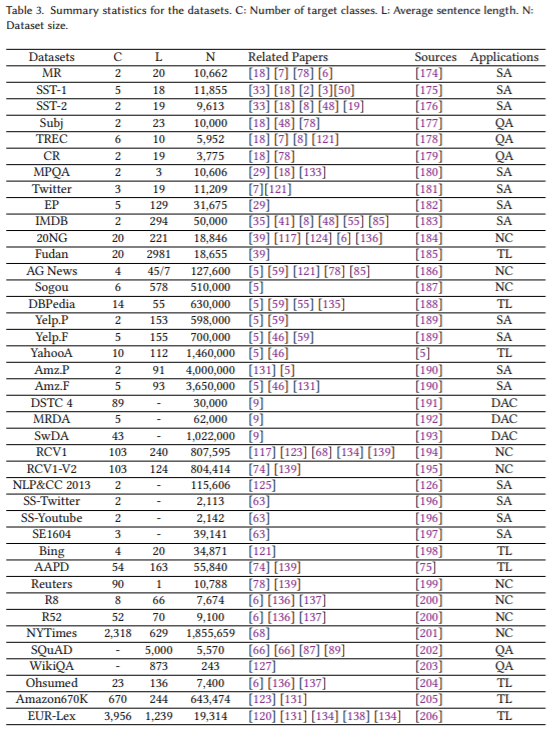 Table 3. Summary statistics for the datasets. C: Number of target classes. L: Average sentence length. N:
Dataset size.
Datasets C L N Related Papers Sources Applications
MR 2 20 10,662 [18] [7] [78] [6] [174] SA
SST-1 5 18 11,855 [33] [18] [2] [3][50] [175] SA
SST-2 2 19 9,613 [33] [18] [8] [48] [19] [176] SA
Subj 2 23 10,000 [18] [48] [78] [177] QA
TREC 6 10 5,952 [18] [7] [8] [121] [178] QA
CR 2 19 3,775 [18] [78] [179] QA
MPQA 2 3 10,606 [29] [18] [133] [180] SA
Twitter 3 19 11,209 [7][121] [181] SA
EP 5 129 31,675 [29] [182] SA
IMDB 2 294 50,000 [35] [41] [8] [48] [55] [85] [183] SA
20NG 20 221 18,846 [39] [117] [124] [6] [136] [184] NC
Fudan 20 2981 18,655 [39] [185] TL
AG News 4 45/7 127,600 [5] [59] [121] [78] [85] [186] NC
Sogou 6 578 510,000 [5] [187] NC
DBPedia 14 55 630,000 [5] [59] [55] [135] [188] TL
Yelp.P 2 153 598,000 [5] [59] [189] SA
Yelp.F 5 155 700,000 [5] [46] [59] [189] SA
YahooA 10 112 1,460,000 [5] [46] [5] TL
Amz.P 2 91 4,000,000 [131] [5] [190] SA
Amz.F 5 93 3,650,000 [5] [46] [131] [190] SA
DSTC 4 89 - 30,000 [9] [191] DAC
MRDA 5 - 62,000 [9] [192] DAC
SwDA 43 - 1,022,000 [9] [193] DAC
RCV1 103 240 807,595 [117] [123] [68] [134] [139] [194] NC
RCV1-V2 103 124 804,414 [74] [139] [195] NC
NLP&CC 2013 2 - 115,606 [125] [126] SA
SS-Twitter 2 - 2,113 [63] [196] SA
SS-Youtube 2 - 2,142 [63] [196] SA
SE1604 3 - 39,141 [63] [197] SA
Bing 4 20 34,871 [121] [198] TL
AAPD 54 163 55,840 [74] [139] [75] TL
Reuters 90 1 10,788 [78] [139] [199] NC
R8 8 66 7,674 [6] [136] [137] [200] NC
R52 52 70 9,100 [6] [136] [137] [200] NC
NYTimes 2,318 629 1,855,659 [68] [201] NC
SQuAD - 5,000 5,570 [66] [66] [87] [89] [202] QA
WikiQA - 873 243 [127] [203] QA
Ohsumed 23 136 7,400 [6] [136] [137] [204] TL
Amazon670K 670 244 643,474 [123] [131] [205] TL
EUR-Lex 3,956 1,239 19,314 [120] [131] [134] [138] [134] [206] TL